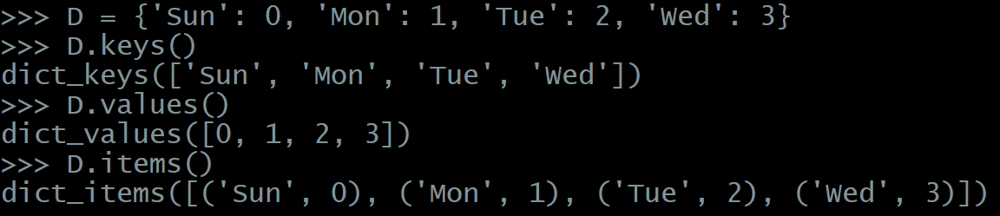 >>> D = {'Sun': 0, 'Mon': 1, 'Tue': 2, 'Wed': 3}
>>> D.keys()
dict_keys(['Sun', 'Mon', 'Tue', 'Wed'])
>>> D.values()
dict_values([0, 1, 2, 3])
>>> D.items()
dict_items([('Sun', 0), ('Mon', 1), ('Tue', 2), ('Wed', 3)])